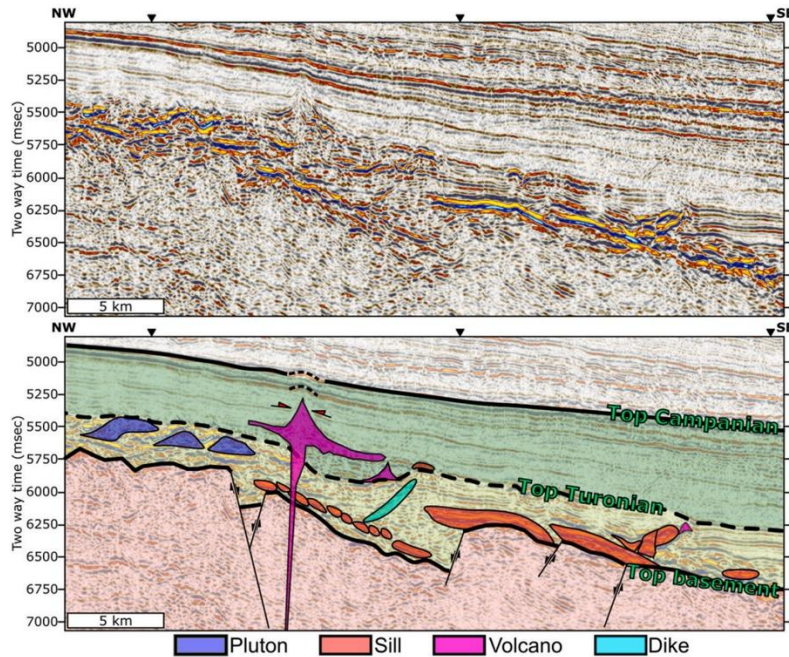 NW SE
5000
5250
5500
5750
6000
6250
6500
6750
7000
Two way time (msec)
5 km
NW SE
5000
5250
5500
5750
6000
6250
6500
6750
7000
Two way time (msec)
Top Campanian
Top Turonian
Top basement
5 km
Pluton Sill Volcano Dike